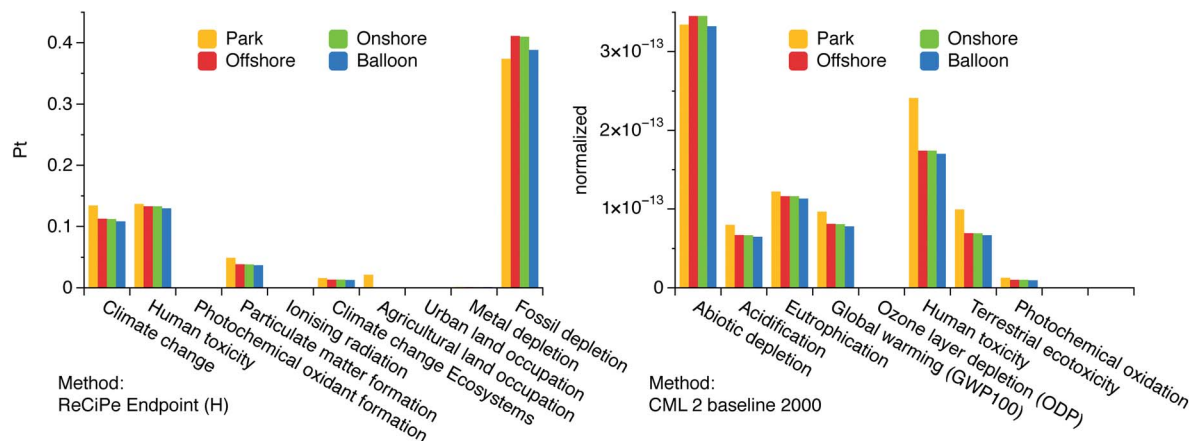 Park
Onshore
Offshore
Balloon
0.4
0.3
0.2
0.1
0
Pt
Climate change
Human toxicity
Photochemical oxidant formation
Particulate matter formation
Ionising radiation
Climate change Ecosystems
Agricultural land occupation
Urban land occupation
Metal depletion
Fossil depletion
Method:
ReCiPe Endpoint (H)
Park
Onshore
Offshore
Balloon
3×10⁻¹³
2×10⁻¹³
1×10⁻¹³
0
normalized
Abiotic depletion
Acidification
Eutrophication
Global warming (GWP100)
Ozone layer depletion (ODP)
Human toxicity
Terrestrial ecotoxicity
Photochemical oxidation
Method:
CML 2 baseline 2000